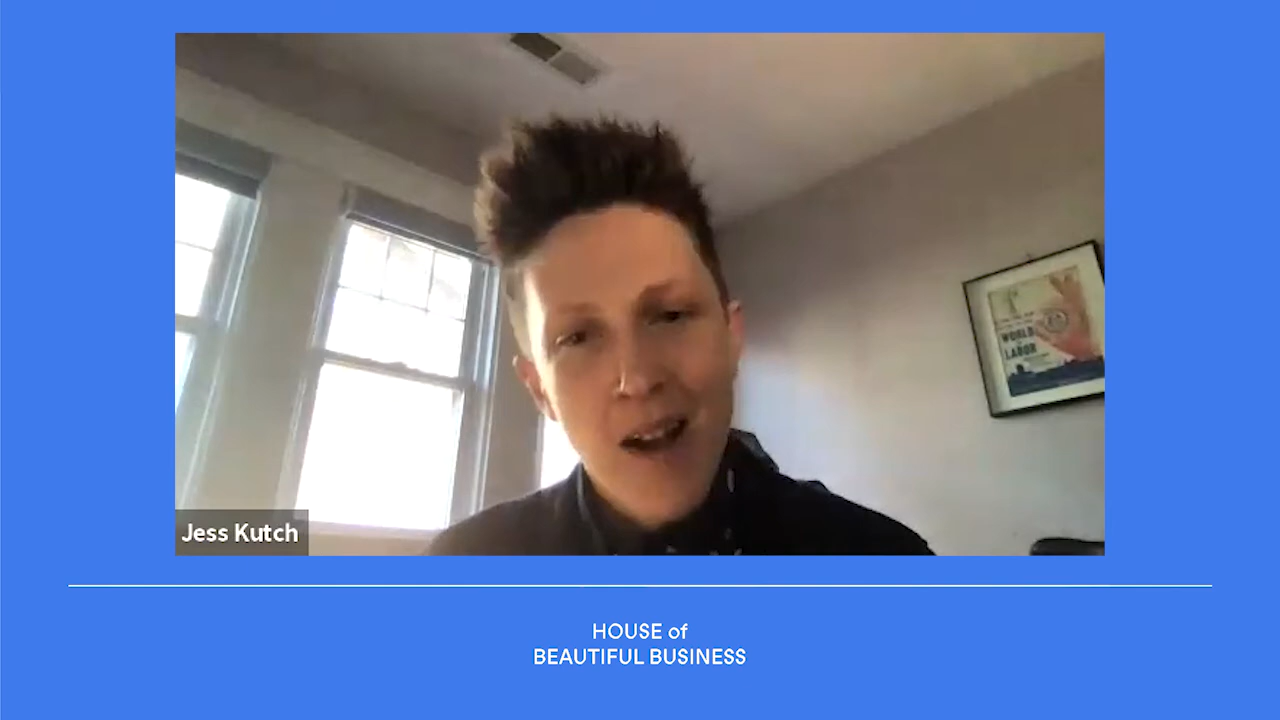 WORLD
LABOR
Jess Kutch
HOUSE of
BEAUTIFUL BUSINESS